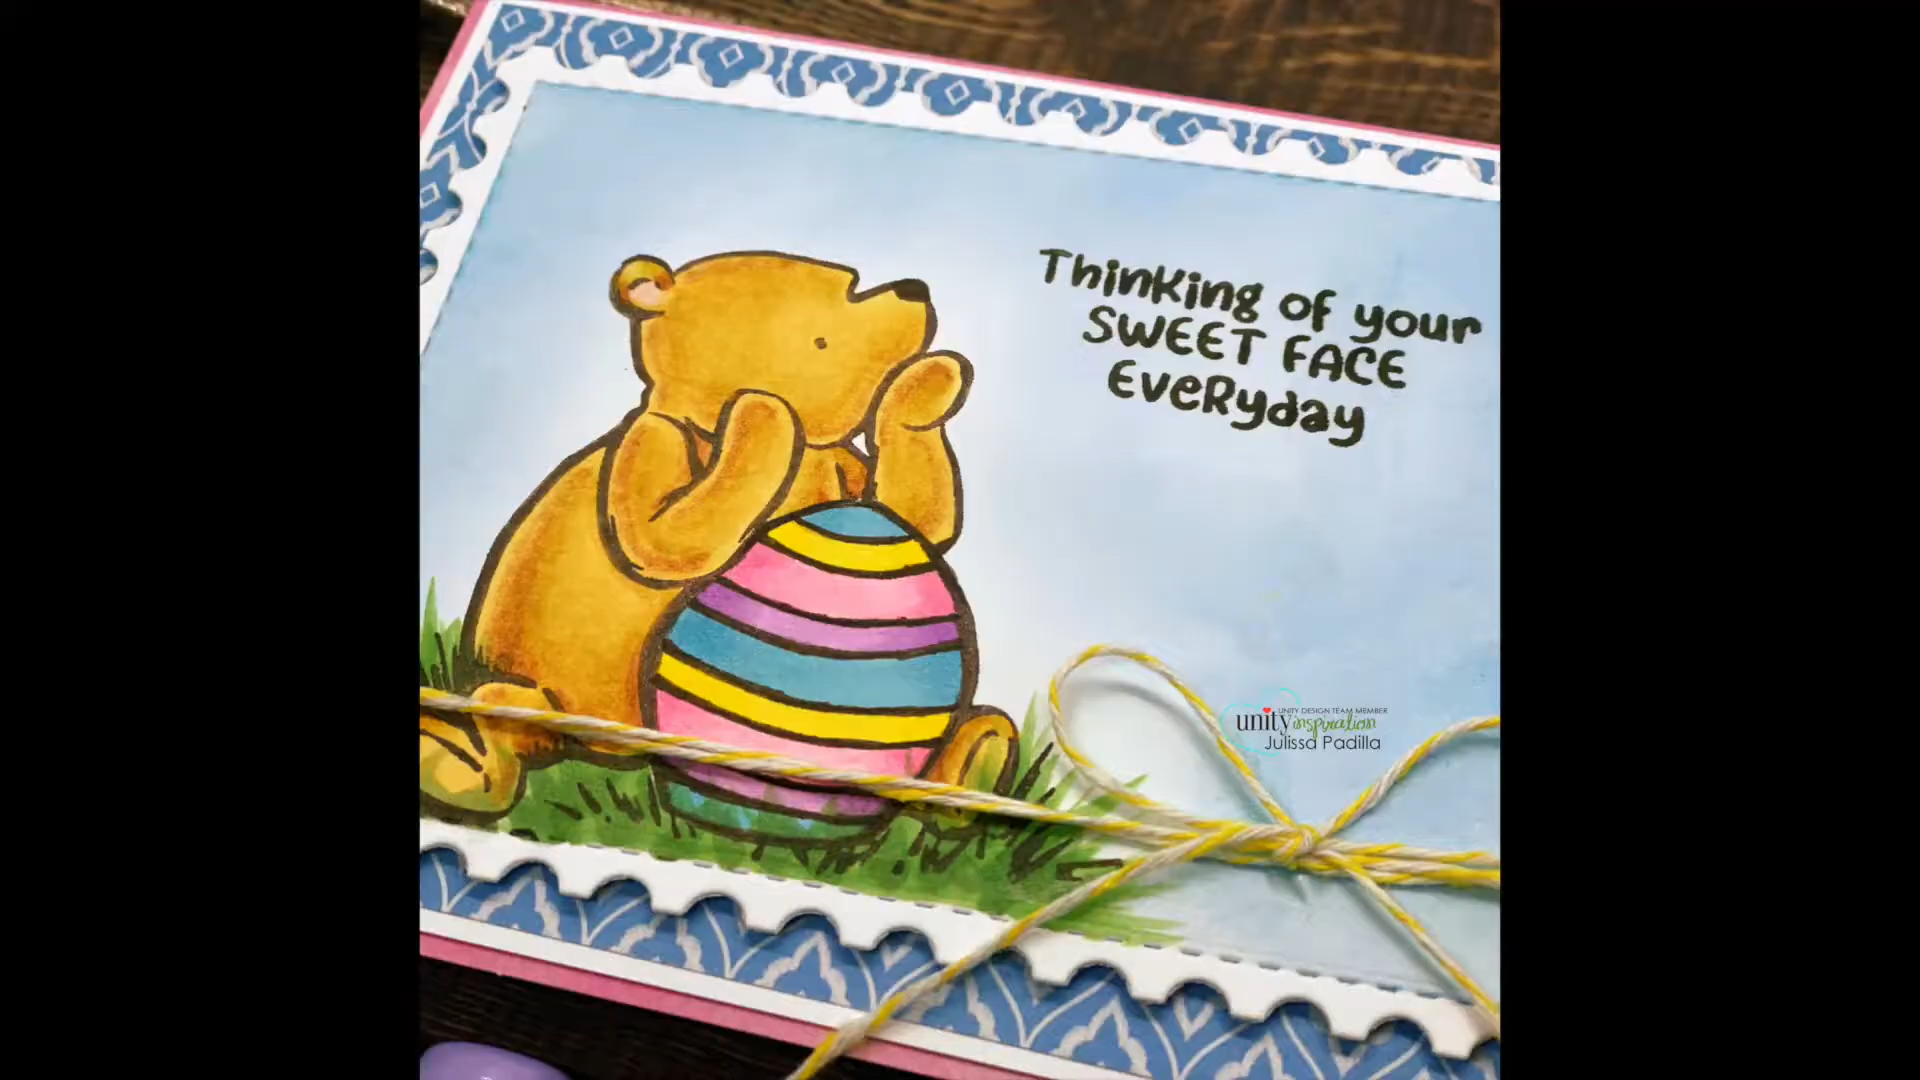 Thinking of your
SWEET FACE
EveRyday
UNITY DESIGN TEAM MEMBER
unity inspiration
Julissa Padilla